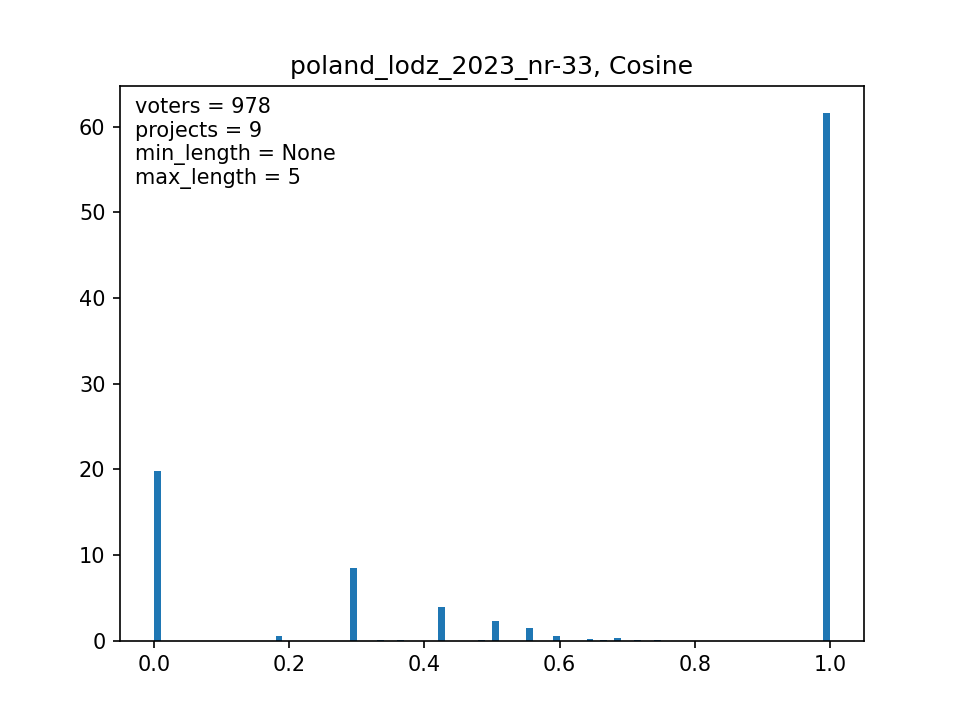 poland_lodz_2023_nr-33, Cosine
voters = 978
projects = 9
min_length = None
max_length = 5
60
50
40
30
20
10
0
0.0 0.2 0.4 0.6 0.8 1.0